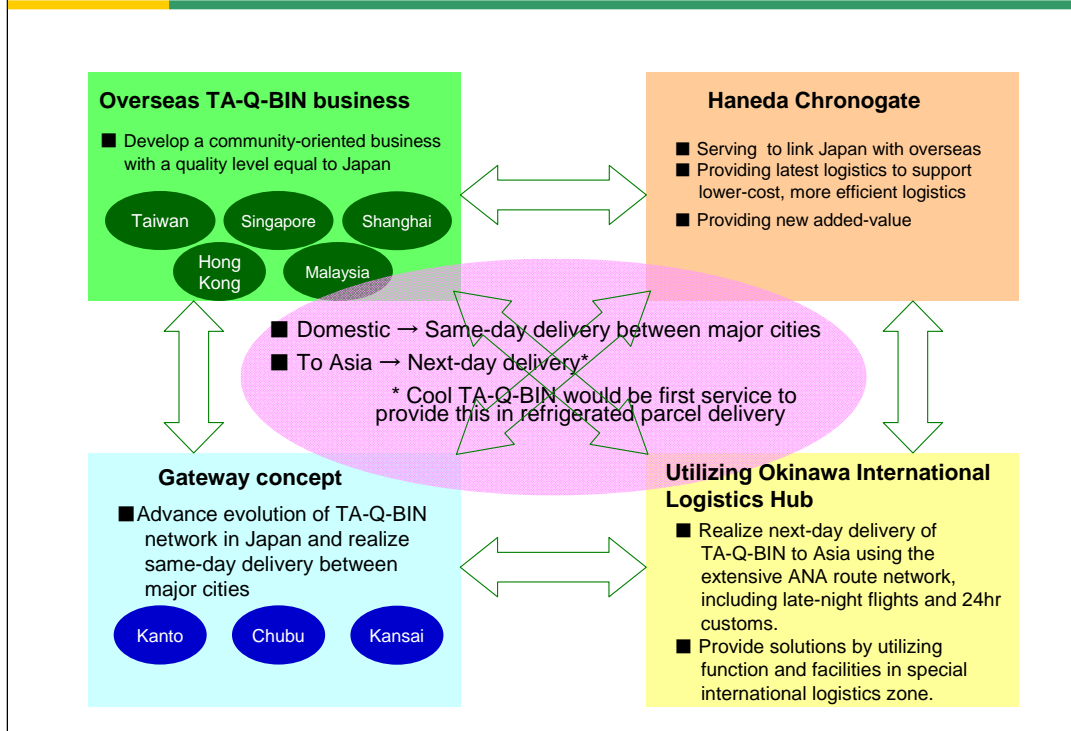 Overseas TA-Q-BIN business
■ Develop a community-oriented business
with a quality level equal to Japan
Taiwan
Singapore
Shanghai
Hong
Kong
Malaysia
Haneda Chronogate
■ Serving to link Japan with overseas
■ Providing latest logistics to support
lower-cost, more efficient logistics
■ Providing new added-value
■ Domestic → Same-day delivery between major cities
■ To Asia → Next-day delivery*
* Cool TA-Q-BIN would be first service to
provide this in refrigerated parcel delivery
Gateway concept
■Advance evolution of TA-Q-BIN
network in Japan and realize
same-day delivery between
major cities
Kanto
Chubu
Kansai
Utilizing Okinawa International
Logistics Hub
■ Realize next-day delivery of
TA-Q-BIN to Asia using the
extensive ANA route network,
including late-night flights and 24hr
customs.
■ Provide solutions by utilizing
function and facilities in special
international logistics zone.